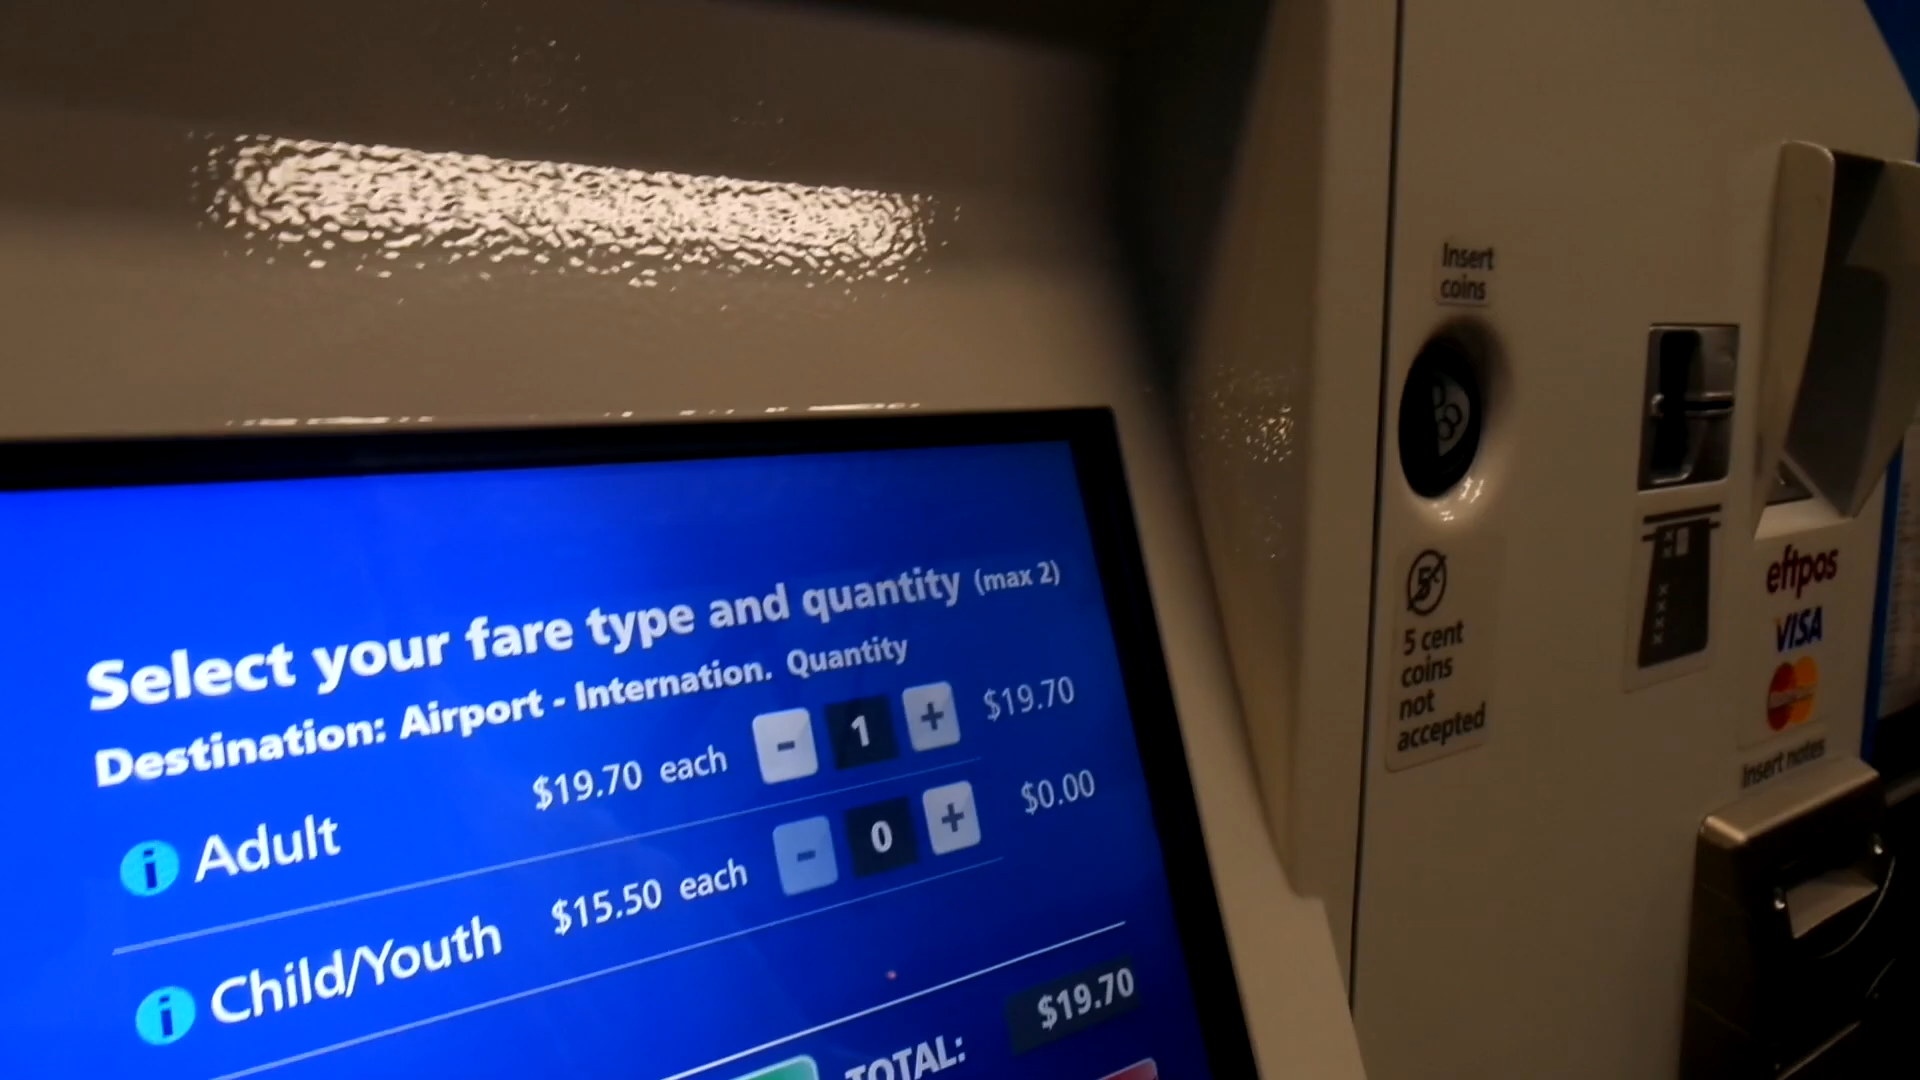 Select your fare type and quantity (max 2)
Destination: Airport - Internation. Quantity
i Adult $19.70 each - 1 + $19.70
i Child/Youth $15.50 each - 0 + $0.00
TOTAL: $19.70
Insert
coins
5¢
5 cent
coins
not
accepted
eftpos
VISA
MasterCard
Insert notes